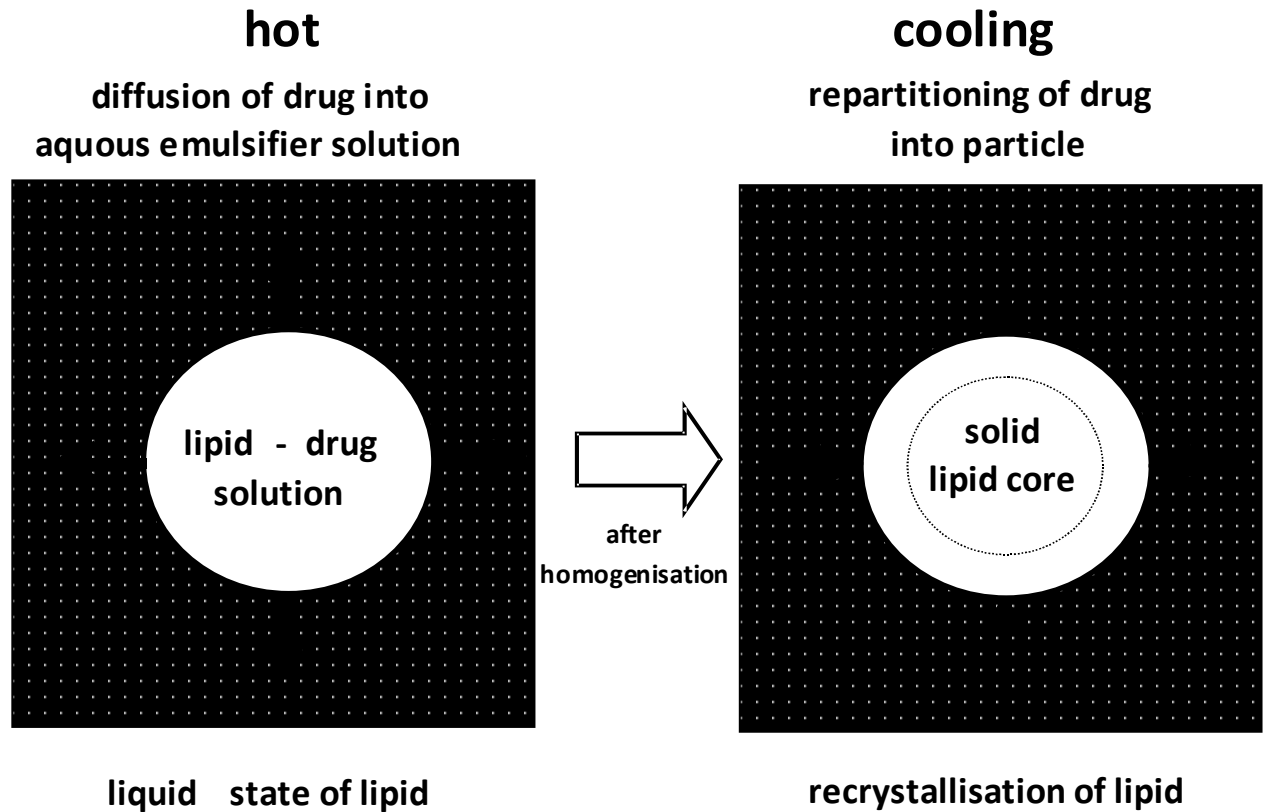 hot
diffusion of drug into
aquous emulsifier solution
lipid - drug
solution
liquid state of lipid
after
homogenisation
cooling
repartitioning of drug
into particle
solid
lipid core
recrystallisation of lipid